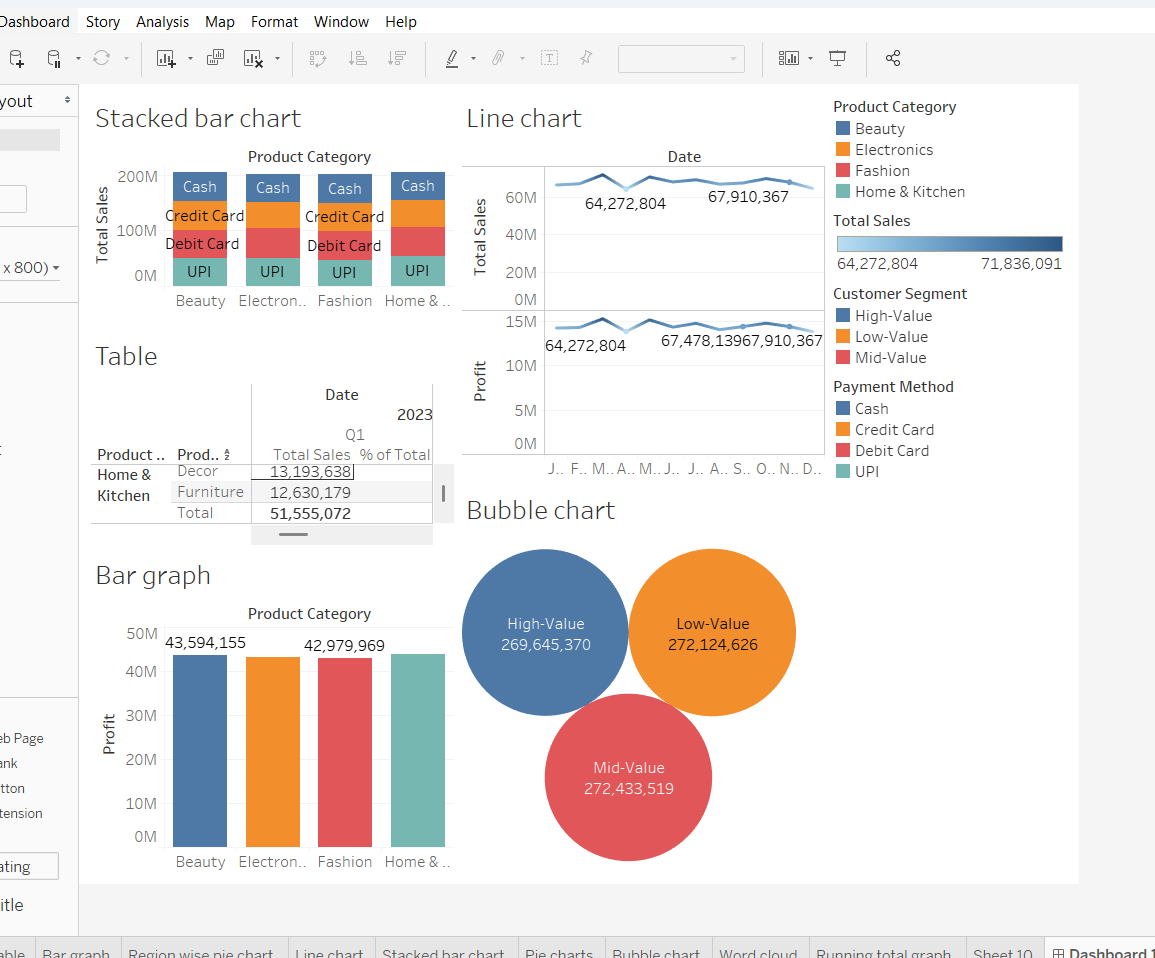 Dashboard Story Analysis Map Format Window Help
yout
x 800)
eb Page
ank
tton
tension
ating
itle
Stacked bar chart
Product Category
Total Sales
200M
100M
0M
Cash Cash Cash Cash
Credit Card Credit Card
Debit Card Debit Card
UPI UPI UPI UPI
Beauty Electron.. Fashion Home & ..
Table
Date
2023
Q1
Product .. Prod.. Total Sales % of Total
Home & Kitchen
Decor 13,193,638
Furniture 12,630,179
Total 51,555,072
Bar graph
Product Category
Profit
50M
40M
30M
20M
10M
0M
43,594,155 42,979,969
Beauty Electron.. Fashion Home & ..
Line chart
Date
Total Sales
60M
40M
20M
0M
64,272,804 67,910,367
Profit
15M
10M
5M
0M
64,272,804 67,478,139 67,910,367
J.. F.. M.. A.. M.. J.. J.. A.. S.. O.. N.. D..
Bubble chart
High-Value
269,645,370
Low-Value
272,124,626
Mid-Value
272,433,519
Product Category
Beauty
Electronics
Fashion
Home & Kitchen
Total Sales
64,272,804 71,836,091
Customer Segment
High-Value
Low-Value
Mid-Value
Payment Method
Cash
Credit Card
Debit Card
UPI
able Bar graph Region wise pie chart Line chart Stacked bar chart Pie charts Bubble chart Word cloud Running total graph Sheet 10 Dashboard 1